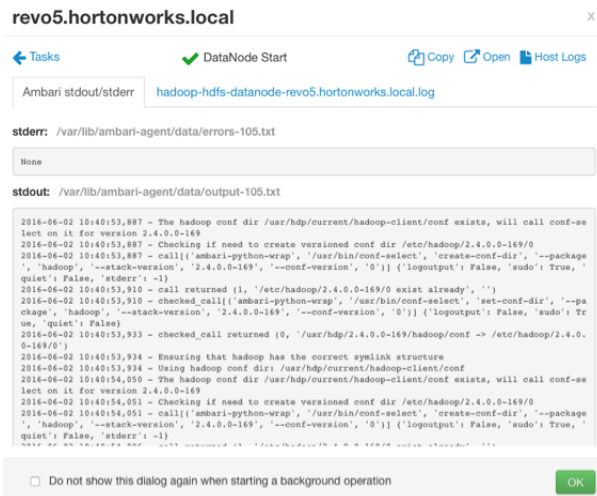 revo5.hortonworks.local X
Tasks DataNode Start Copy Open Host Logs
Ambari stdout/stderr hadoop-hdfs-datanode-revo5.hortonworks.local.log
stderr: /var/lib/ambari-agent/data/errors-105.txt
None
stdout: /var/lib/ambari-agent/data/output-105.txt
2016-06-02 10:40:53,887 - The hadoop conf dir /usr/hdp/current/hadoop-client/conf exists, will call conf-se
lect on it for version 2.4.0.0-169
2016-06-02 10:40:53,887 - Checking if need to create versioned conf dir /etc/hadoop/2.4.0.0-169/0
2016-06-02 10:40:53,887 - call[('ambari-python-wrap', '/usr/bin/conf-select', 'create-conf-dir', '--package
', 'hadoop', '--stack-version', '2.4.0.0-169', '--conf-version', '0')] {'logoutput': False, 'sudo': True, '
quiet': False, 'stderr': -1}
2016-06-02 10:40:53,910 - call returned (1, '/etc/hadoop/2.4.0.0-169/0 exist already', '')
2016-06-02 10:40:53,910 - checked_call[('ambari-python-wrap', '/usr/bin/conf-select', 'set-conf-dir', '--pa
ckage', 'hadoop', '--stack-version', '2.4.0.0-169', '--conf-version', '0')] {'logoutput': False, 'sudo': Tr
ue, 'quiet': False}
2016-06-02 10:40:53,933 - checked_call returned (0, '/usr/hdp/2.4.0.0-169/hadoop/conf -> /etc/hadoop/2.4.0.
0-169/0')
2016-06-02 10:40:53,934 - Ensuring that hadoop has the correct symlink structure
2016-06-02 10:40:53,934 - Using hadoop conf dir: /usr/hdp/current/hadoop-client/conf
2016-06-02 10:40:54,050 - The hadoop conf dir /usr/hdp/current/hadoop-client/conf exists, will call conf-se
lect on it for version 2.4.0.0-169
2016-06-02 10:40:54,051 - Checking if need to create versioned conf dir /etc/hadoop/2.4.0.0-169/0
2016-06-02 10:40:54,051 - call[('ambari-python-wrap', '/usr/bin/conf-select', 'create-conf-dir', '--package
', 'hadoop', '--stack-version', '2.4.0.0-169', '--conf-version', '0')] {'logoutput': False, 'sudo': True, '
quiet': False, 'stderr': -1}
Do not show this dialog again when starting a background operation OK